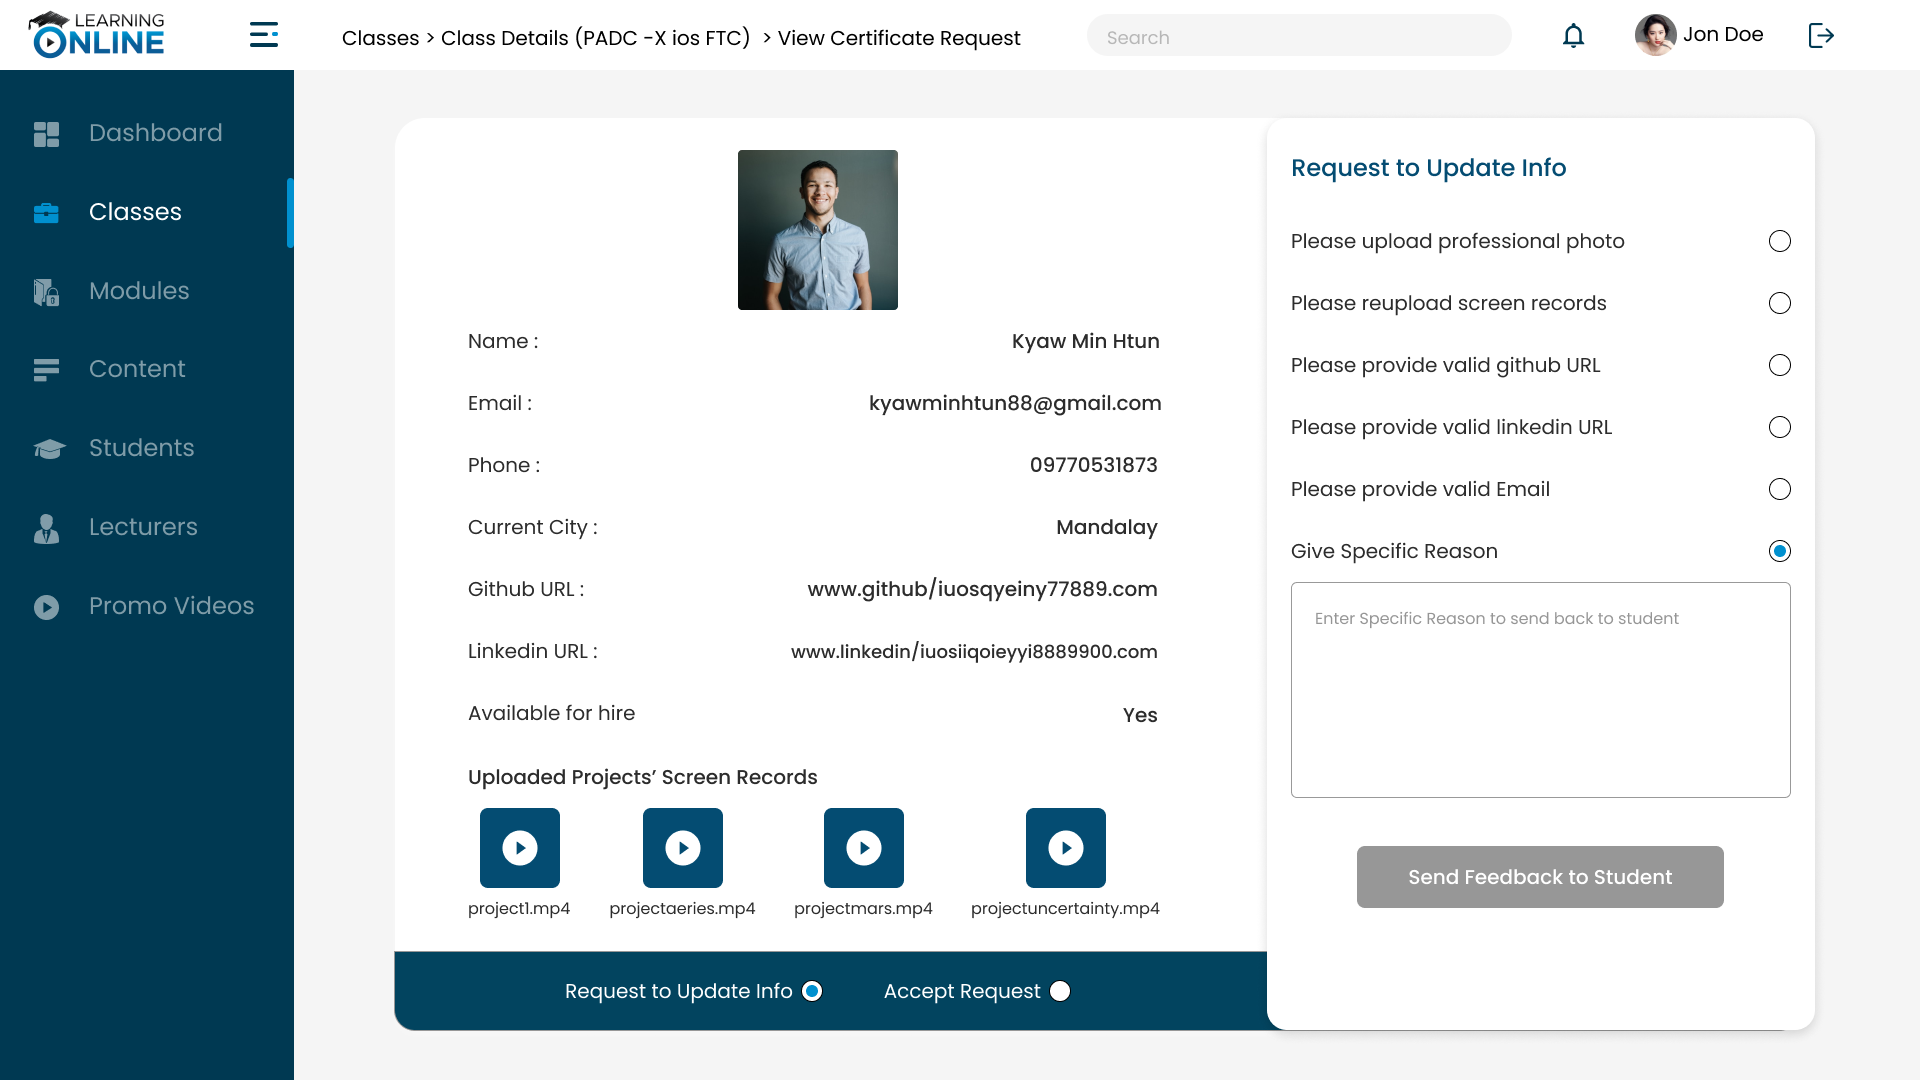 LEARNING
ONLINE
Classes > Class Details (PADC -X ios FTC) > View Certificate Request
Search
Jon Doe
Dashboard
Classes
Modules
Content
Students
Lecturers
Promo Videos
Name : Kyaw Min Htun
Email : kyawminhtun88@gmail.com
Phone : 09770531873
Current City : Mandalay
Github URL : www.github/iuosqyeiny77889.com
Linkedin URL : www.linkedin/iuosiiqoieyyi8889900.com
Available for hire Yes
Uploaded Projects’ Screen Records
project1.mp4 projectaeries.mp4 projectmars.mp4 projectuncertainty.mp4
Request to Update Info Accept Request
Request to Update Info
Please upload professional photo
Please reupload screen records
Please provide valid github URL
Please provide valid linkedin URL
Please provide valid Email
Give Specific Reason
Enter Specific Reason to send back to student
Send Feedback to Student